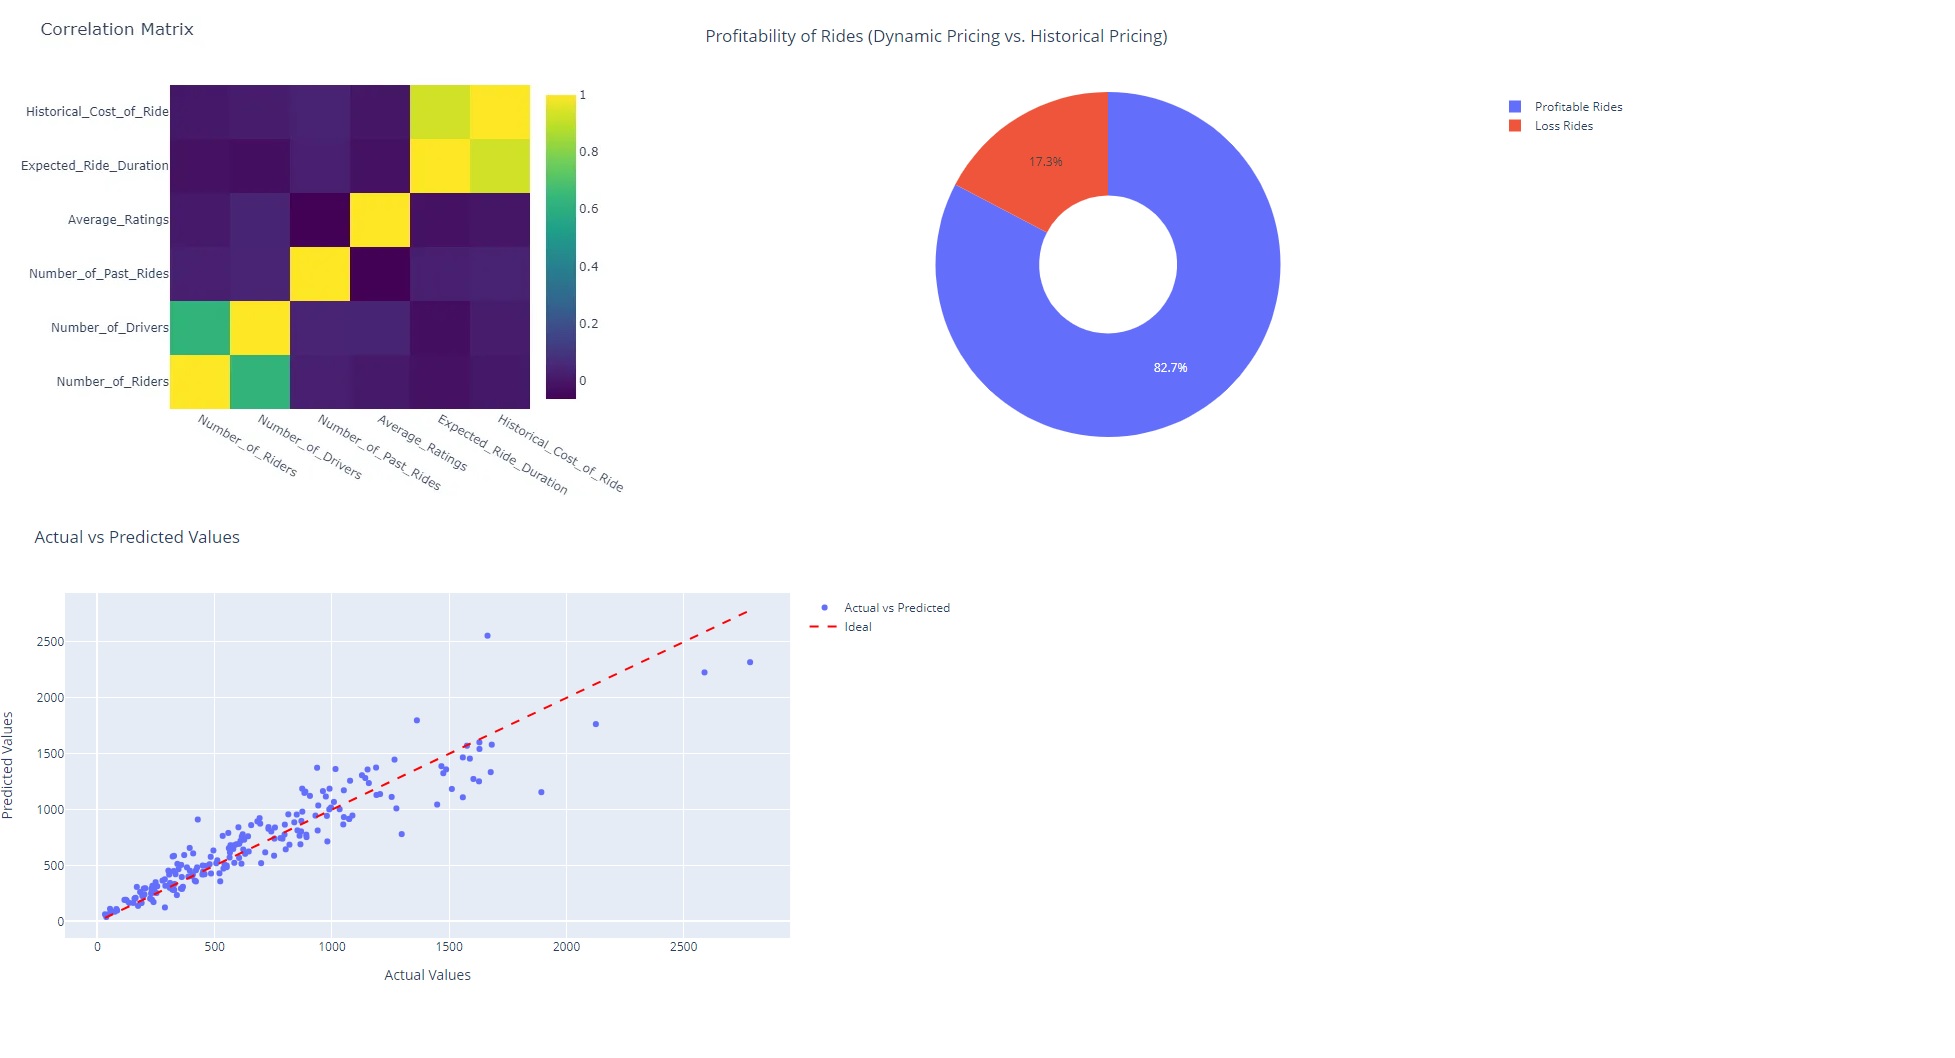 Correlation Matrix
Historical_Cost_of_Ride
Expected_Ride_Duration
Average_Ratings
Number_of_Past_Rides
Number_of_Drivers
Number_of_Riders
Number_of_Riders
Number_of_Drivers
Number_of_Past_Rides
Average_Ratings
Expected_Ride_Duration
Historical_Cost_of_Ride
1
0.8
0.6
0.4
0.2
0
Profitability of Rides (Dynamic Pricing vs. Historical Pricing)
17.3%
82.7%
Profitable Rides
Loss Rides
Actual vs Predicted Values
Predicted Values
2500
2000
1500
1000
500
0
0
500
1000
1500
2000
2500
Actual Values
Actual vs Predicted
Ideal